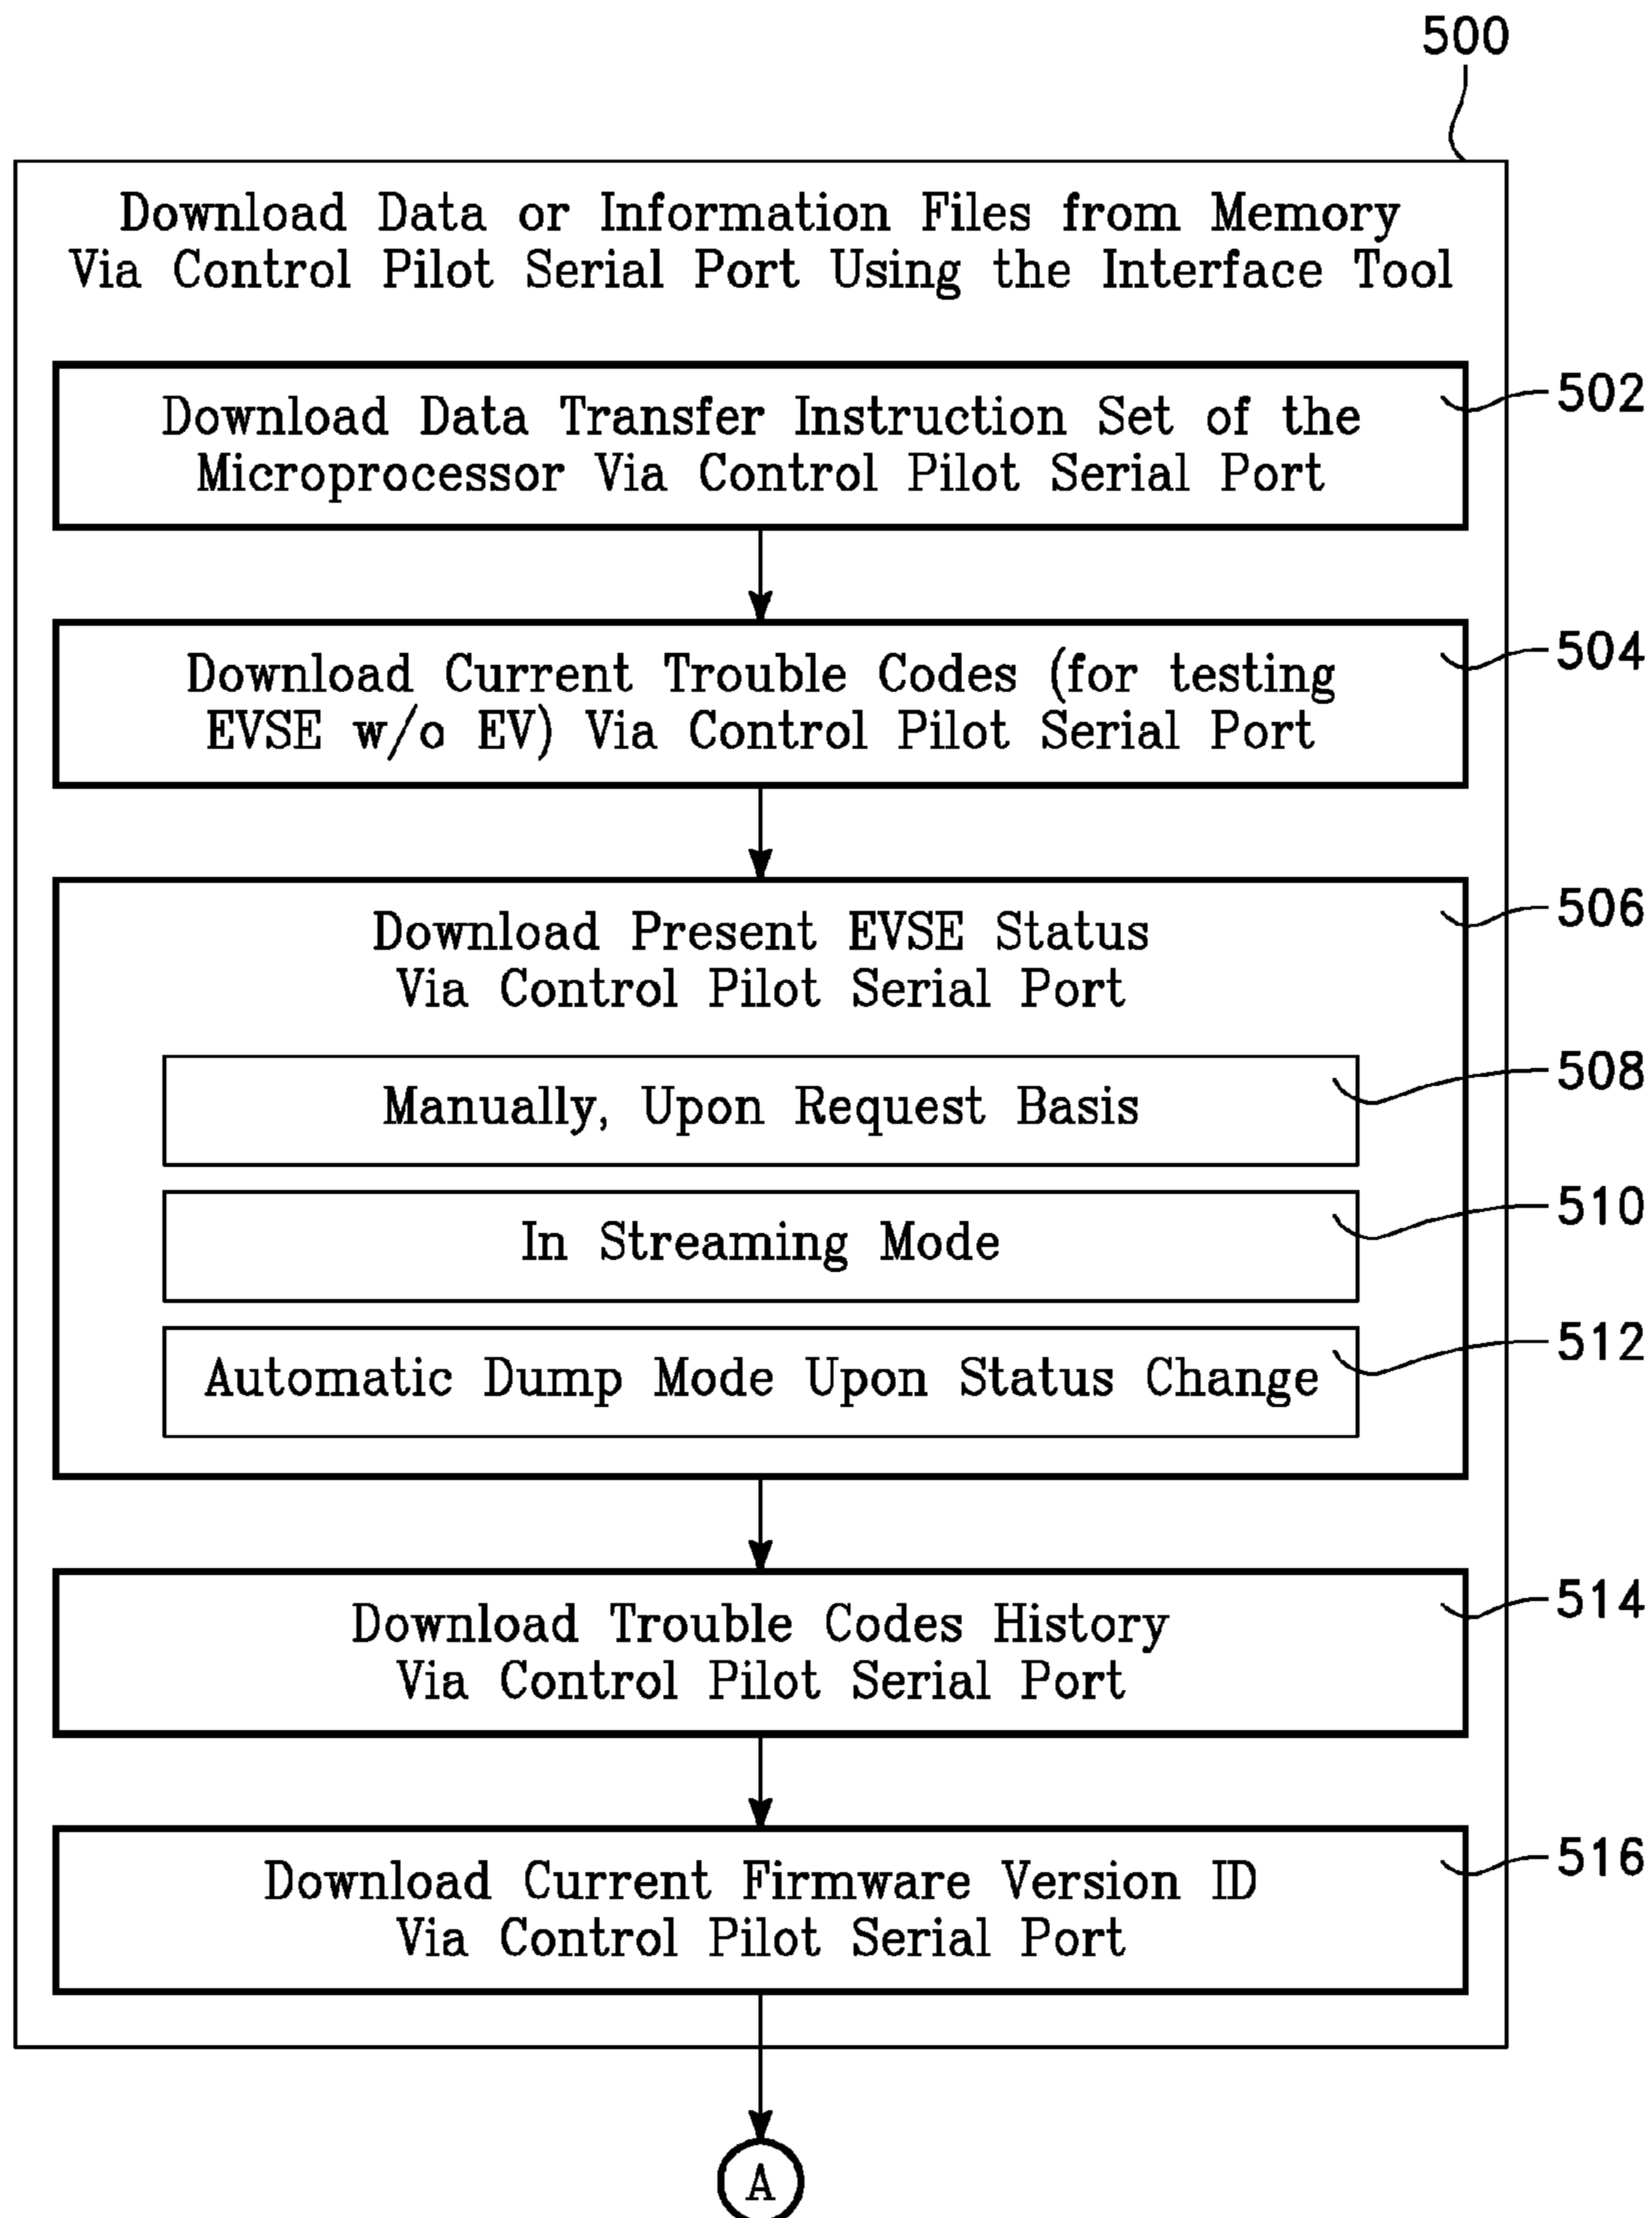 500
Download Data or Information Files from Memory
Via Control Pilot Serial Port Using the Interface Tool
Download Data Transfer Instruction Set of the
Microprocessor Via Control Pilot Serial Port
502
Download Current Trouble Codes (for testing
EVSE w/o EV) Via Control Pilot Serial Port
504
Download Present EVSE Status
Via Control Pilot Serial Port
506
Manually, Upon Request Basis
508
In Streaming Mode
510
Automatic Dump Mode Upon Status Change
512
Download Trouble Codes History
Via Control Pilot Serial Port
514
Download Current Firmware Version ID
Via Control Pilot Serial Port
516
A